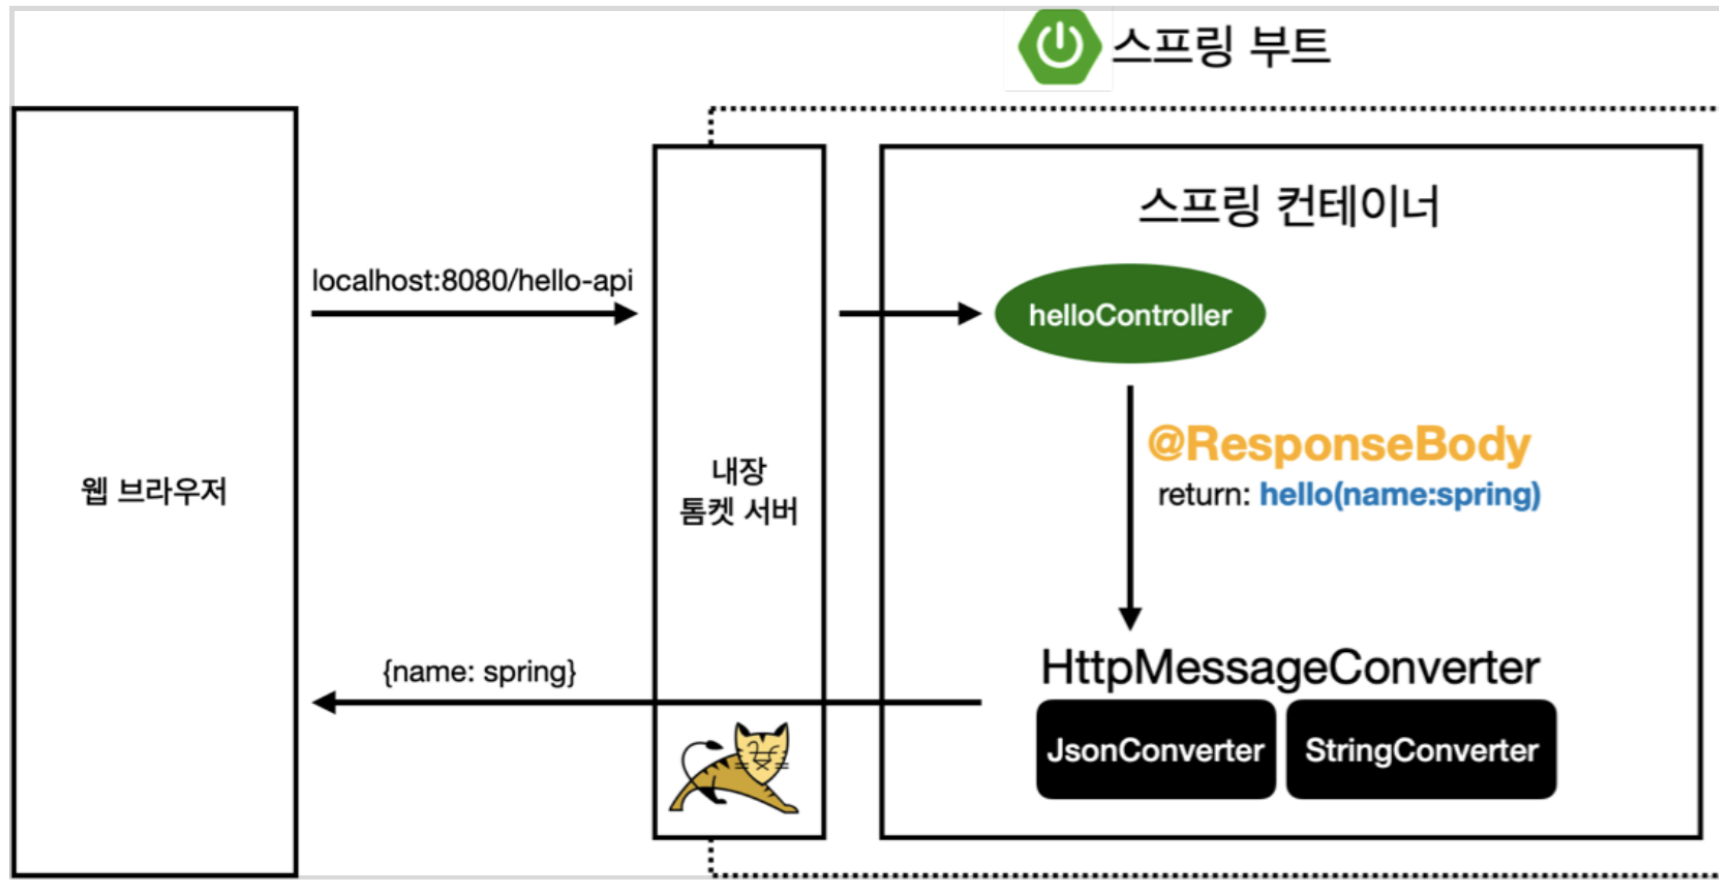 스프링 부트
스프링 컨테이너
localhost:8080/hello-api
helloController
@ResponseBody
return: hello(name:spring)
웹 브라우저
내장
톰켓 서버
{name: spring}
HttpMessageConverter
JsonConverter
StringConverter